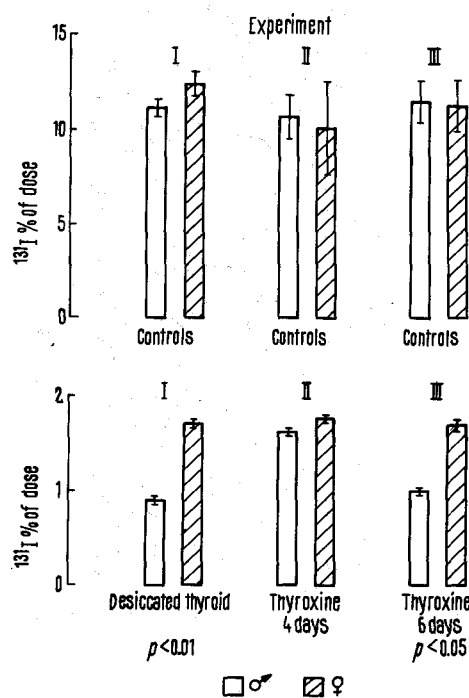 Experiment
I II III
15
10
5
0
¹³¹I % of dose
Controls Controls Controls
I II III
2
1
0
¹³¹I % of dose
Desiccated thyroid Thyroxine Thyroxine
4 days 6 days
p<0.01 p<0.05
♂ ♀